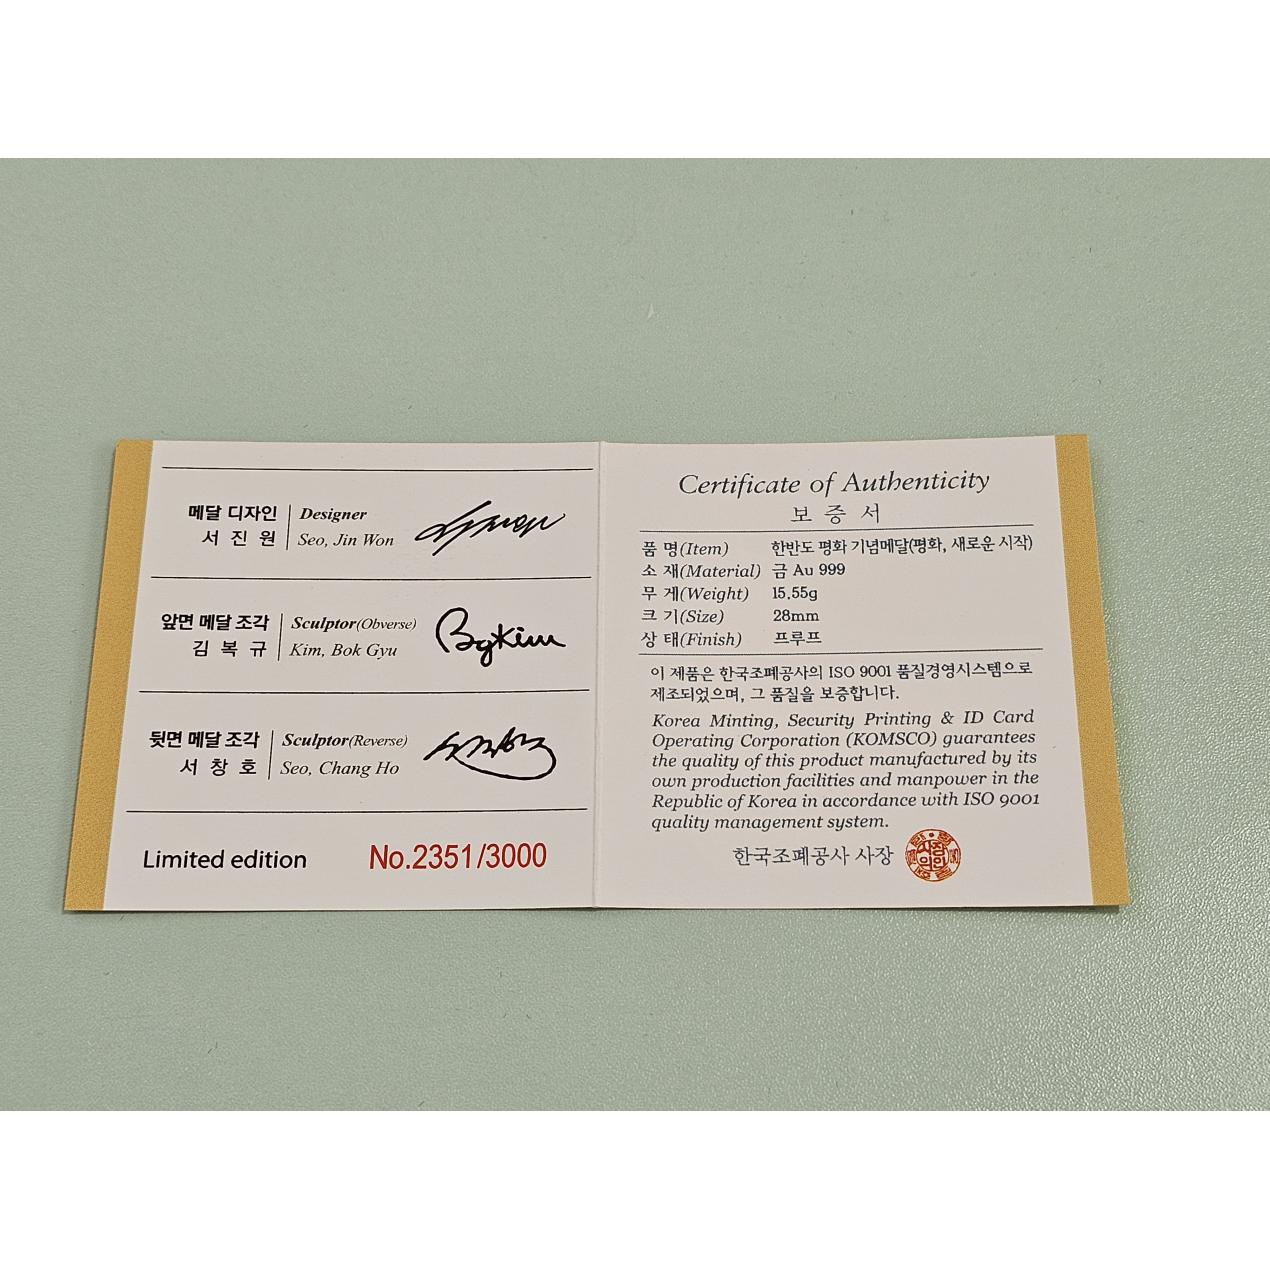 메달 디자인
서 진 원
Designer
Seo, Jin Won
앞면 메달 조각
김 복 규
Sculptor(Obverse)
Kim, Bok Gyu
BgKim
뒷면 메달 조각
서 창 호
Sculptor(Reverse)
Seo, Chang Ho
Limited edition No.2351/3000
Certificate of Authenticity
보 증 서
품 명(Item) 한반도 평화 기념메달(평화, 새로운 시작)
소 재(Material) 금 Au 999
무 게(Weight) 15.55g
크 기(Size) 28mm
상 태(Finish) 프루프
이 제품은 한국조폐공사의 ISO 9001 품질경영시스템으로
제조되었으며, 그 품질을 보증합니다.
Korea Minting, Security Printing & ID Card
Operating Corporation (KOMSCO) guarantees
the quality of this product manufactured by its
own production facilities and manpower in the
Republic of Korea in accordance with ISO 9001
quality management system.
한국조폐공사 사장